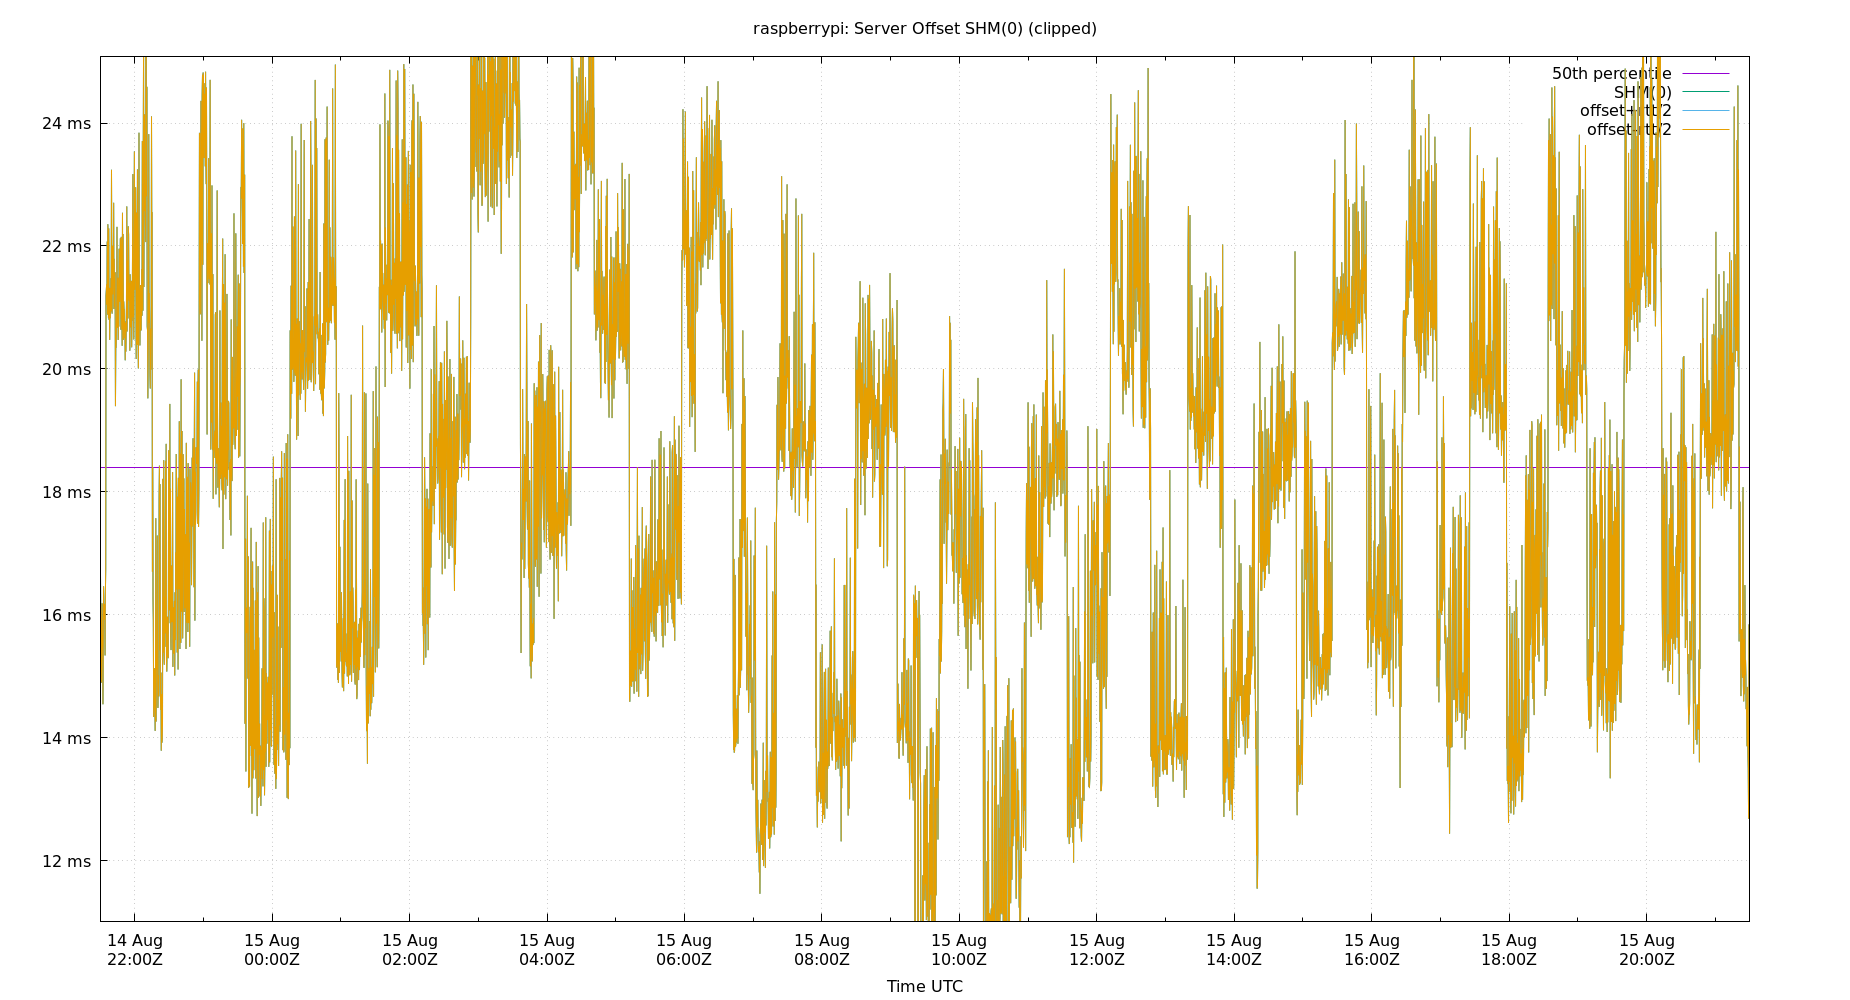 raspberrypi: Server Offset SHM(0) (clipped)
50th percentile
SHM(0)
offset+rtt/2
offset-rtt/2
24 ms
22 ms
20 ms
18 ms
16 ms
14 ms
12 ms
14 Aug 15 Aug 15 Aug 15 Aug 15 Aug 15 Aug 15 Aug 15 Aug 15 Aug 15 Aug 15 Aug 15 Aug
22:00Z 00:00Z 02:00Z 04:00Z 06:00Z 08:00Z 10:00Z 12:00Z 14:00Z 16:00Z 18:00Z 20:00Z
Time UTC